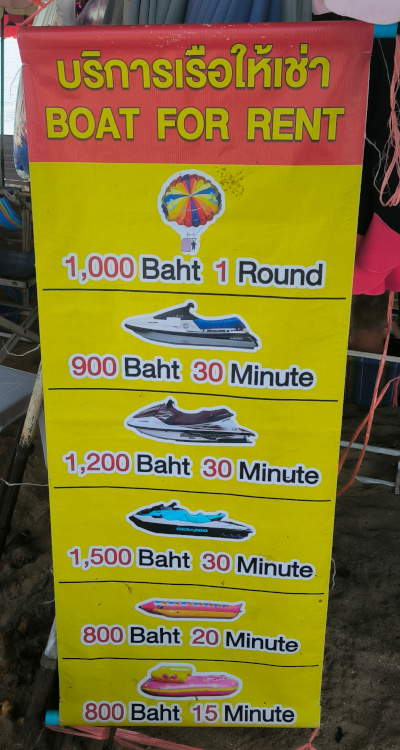 บริการเรือให้เช่า
BOAT FOR RENT
1,000 Baht 1 Round
900 Baht 30 Minute
1,200 Baht 30 Minute
1,500 Baht 30 Minute
800 Baht 20 Minute
800 Baht 15 Minute